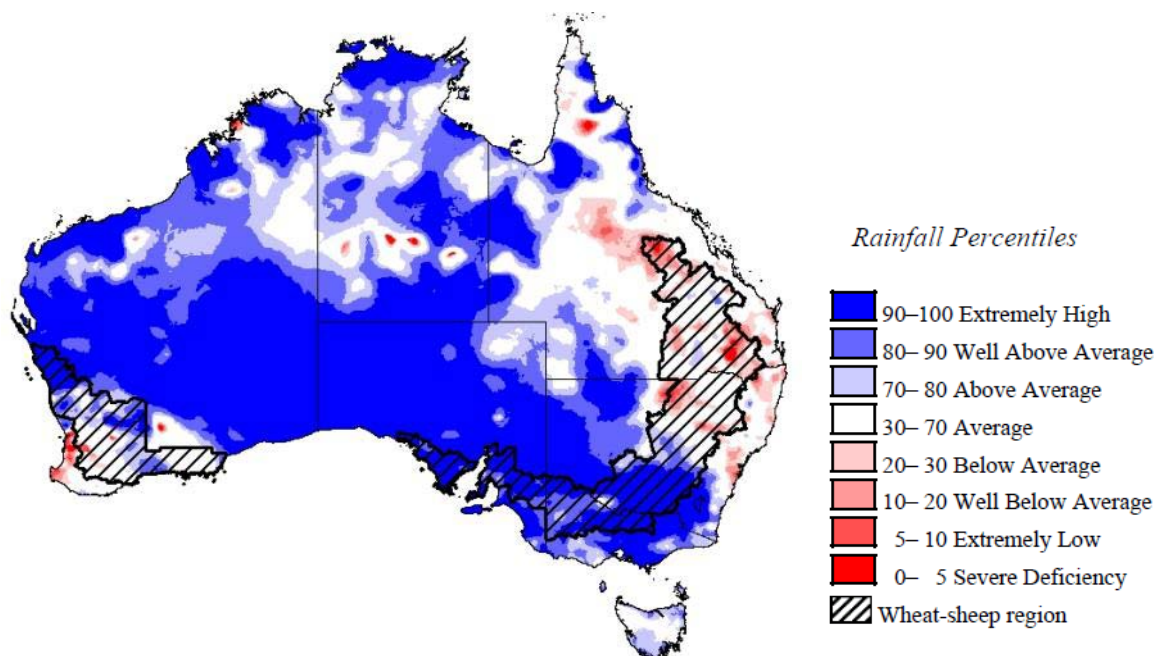 Rainfall Percentiles
90–100 Extremely High
80– 90 Well Above Average
70– 80 Above Average
30– 70 Average
20– 30 Below Average
10– 20 Well Below Average
5– 10 Extremely Low
0– 5 Severe Deficiency
Wheat-sheep region